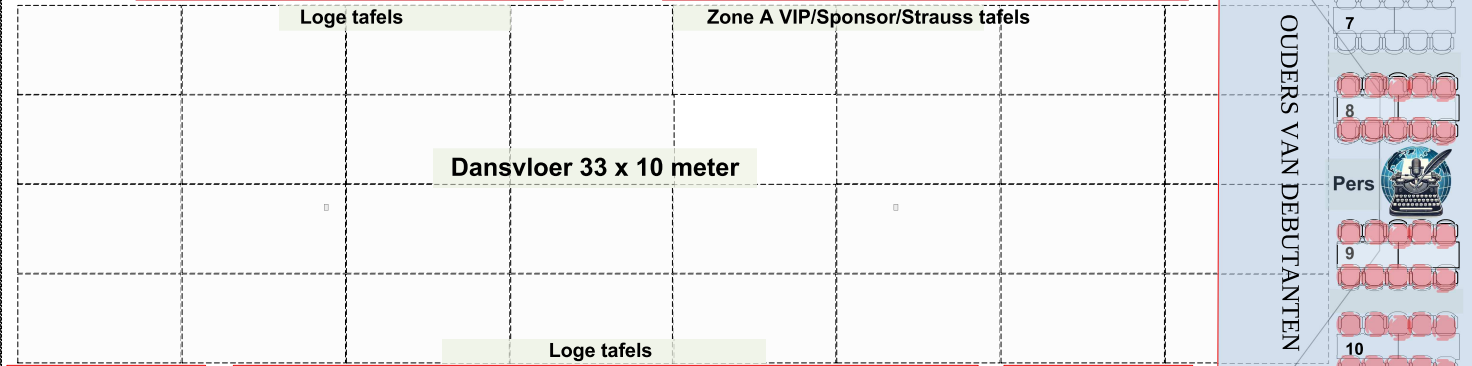 Loge tafels
Zone A VIP/Sponsor/Strauss tafels
7
8
Dansvloer 33 x 10 meter
OUDERS VAN DEBUTANTEN
Pers
9
Loge tafels
10